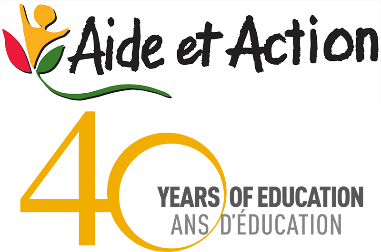 Aide et Action
40 YEARS OF EDUCATION
ANS D'ÉDUCATION